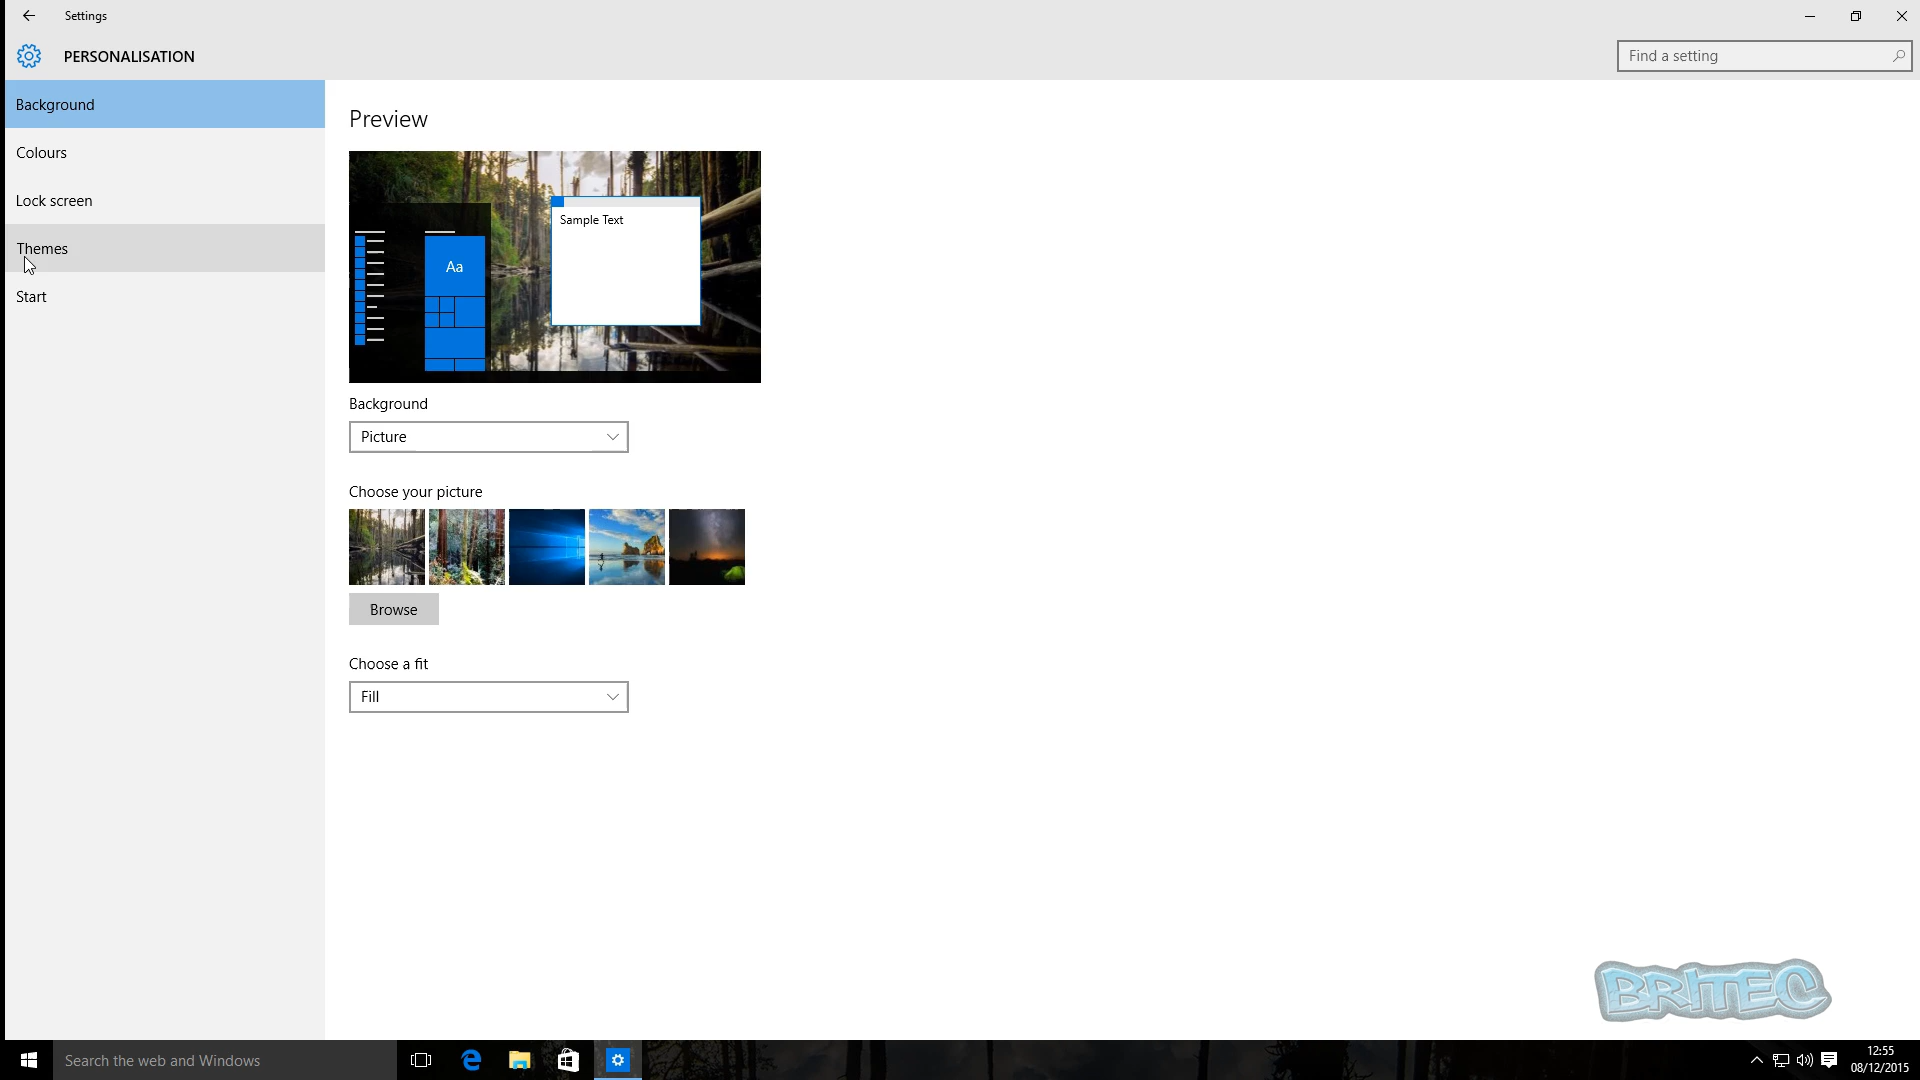 Settings
PERSONALISATION
Find a setting
Background
Colours
Lock screen
Themes
Start
Preview
Sample Text
Aa
Background
Picture
Choose your picture
Browse
Choose a fit
Fill
BRITEC
Search the web and Windows
12:55
08/12/2015